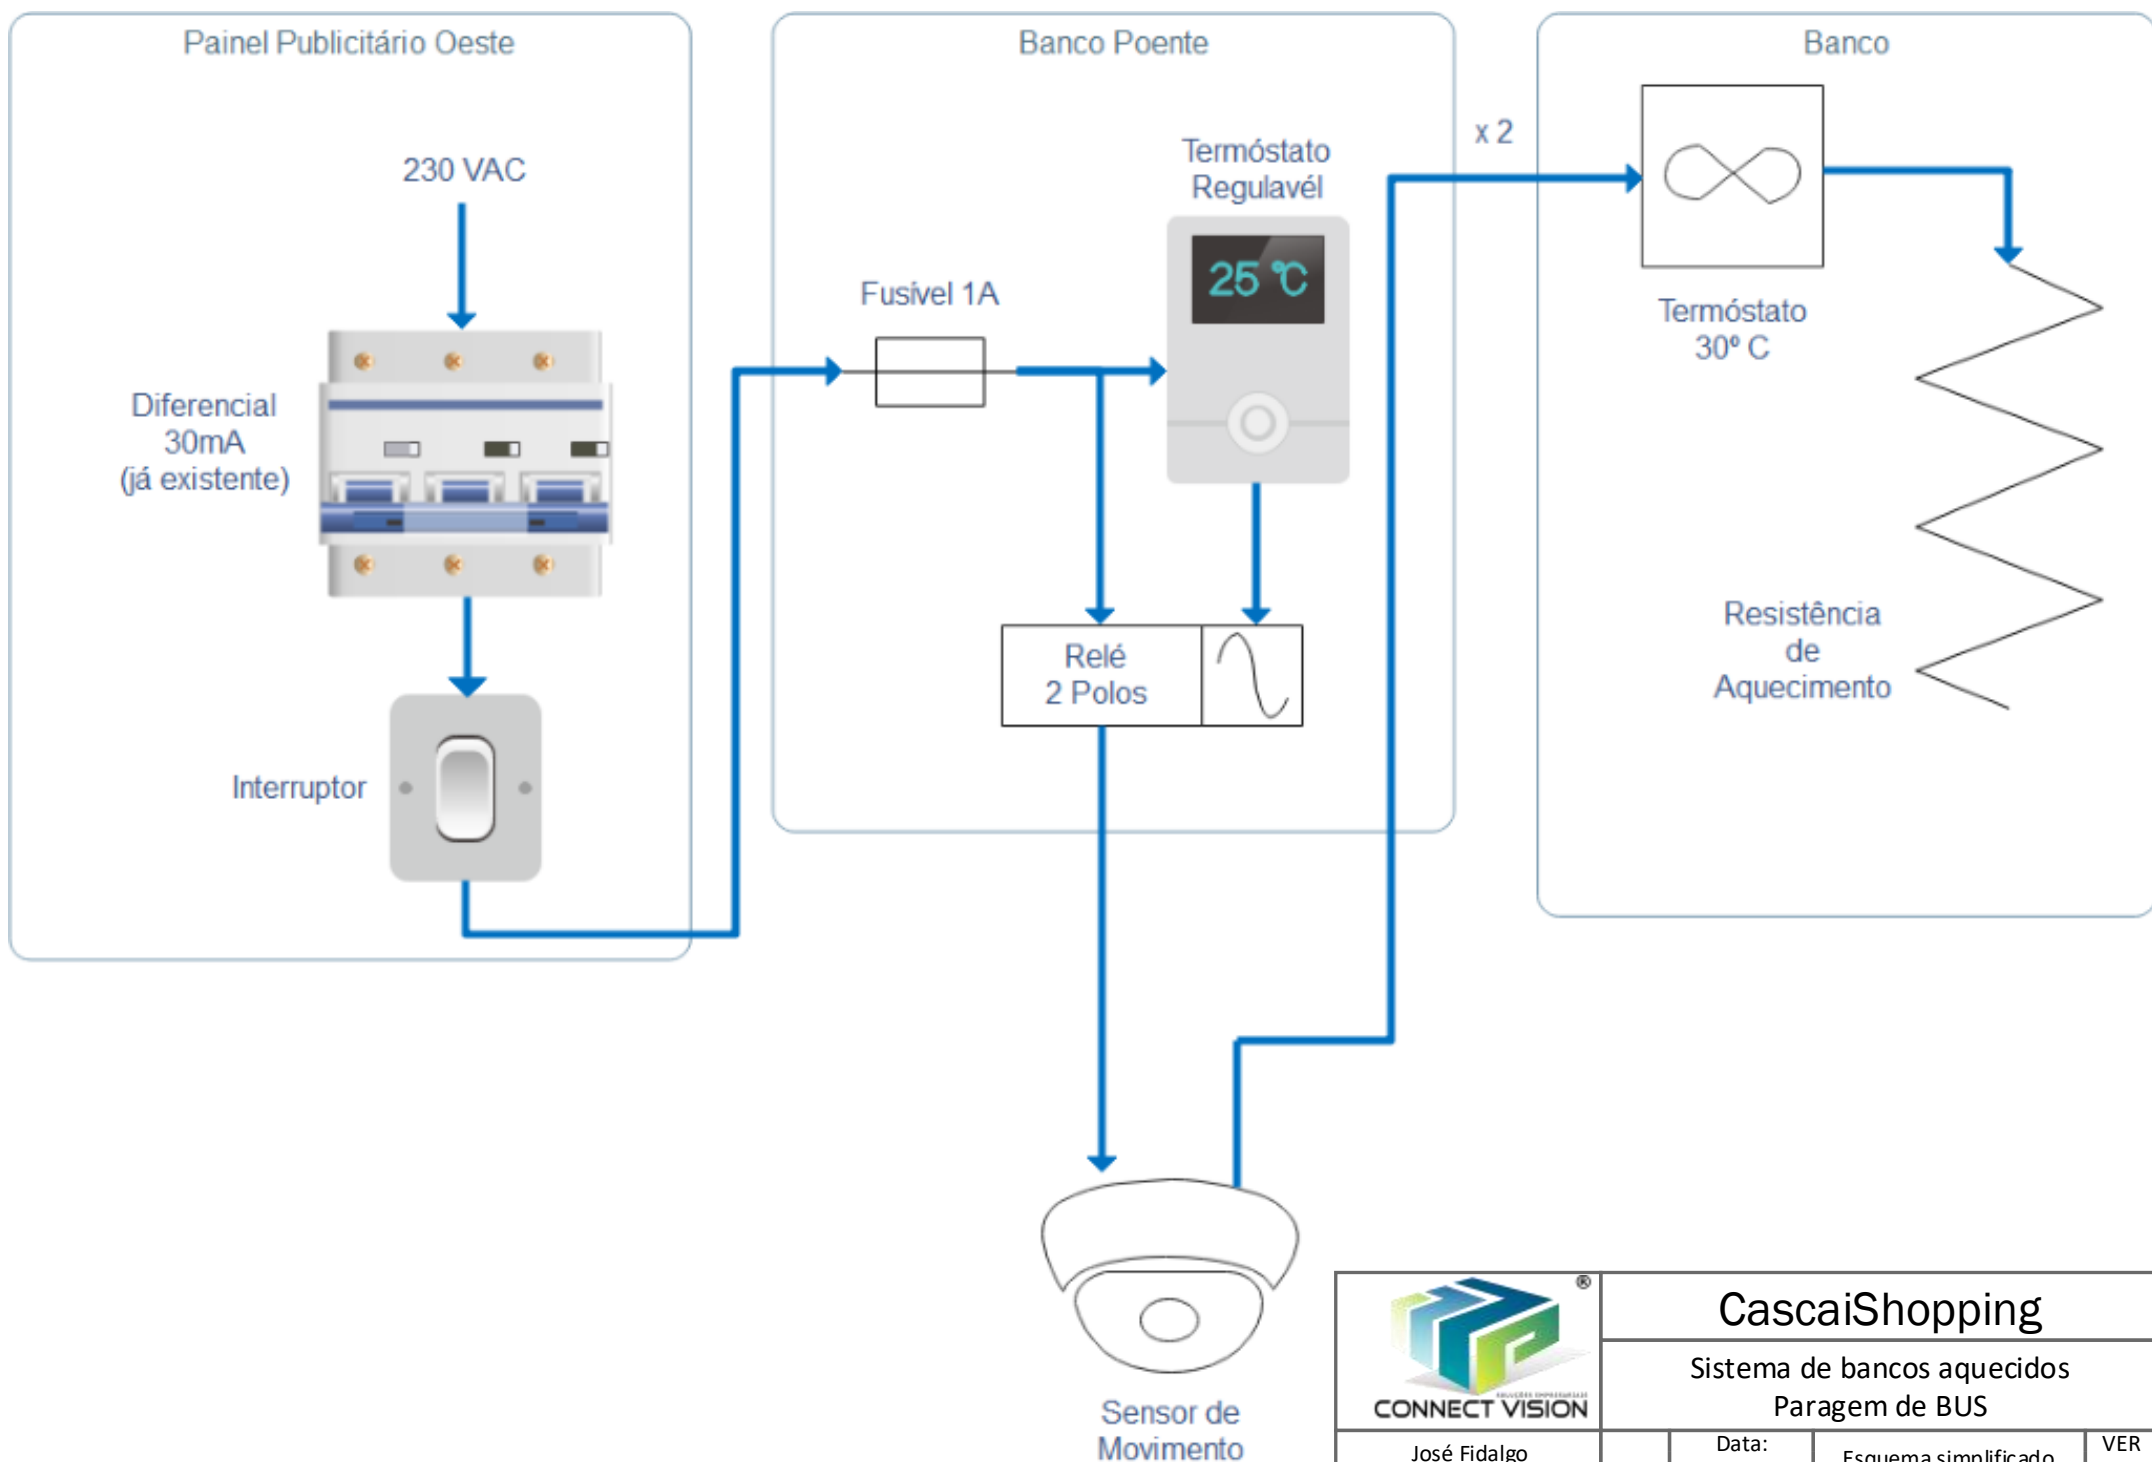 Painel Publicitário Oeste
230 VAC
Diferencial
30mA
(já existente)
Interruptor
Banco Poente
Fusível 1A
Termóstato
Regulavél
25 °C
Relé
2 Polos
x 2
Banco
Termóstato
30º C
Resistência
de
Aquecimento
Sensor de
Movimento
®
SOLUÇÕES EMPRESARIAIS
CONNECT VISION
CascaiShopping
Sistema de bancos aquecidos
Paragem de BUS
José Fidalgo
Data:
Esquema simplificado
VER